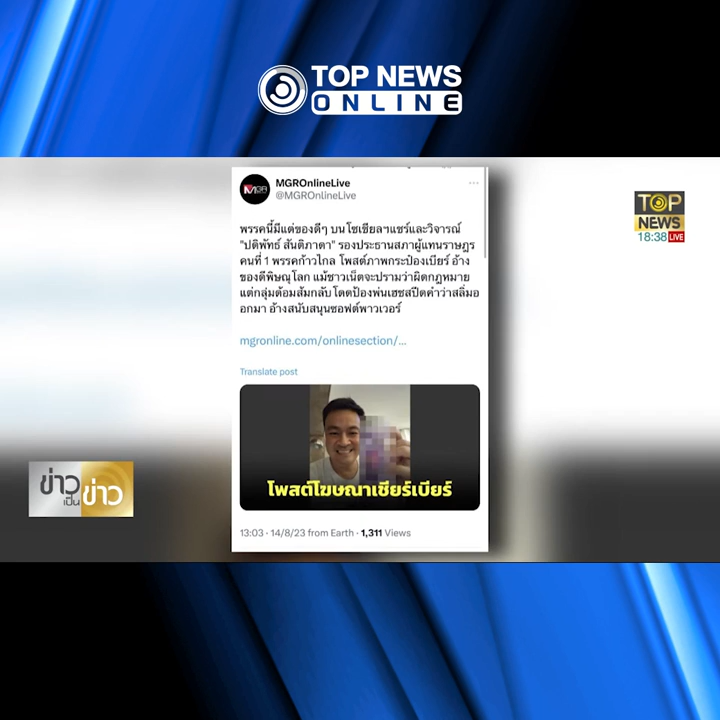 TOP NEWS
ONLINE
MGROnlineLive
@MGROnlineLive
TOP
NEWS
18:38 LIVE
พรรคนี้มีแต่ของดีๆ บนโซเชียลฯแชร์และวิจารณ์
"ปดิพัทธ์ สันติภาดา" รองประธานสภาผู้แทนราษฎร
คนที่ 1 พรรคก้าวไกล โพสต์ภาพกระป๋องเบียร์ อ้าง
ของดีพิษณุโลก แม้ชาวเน็ตจะปรามว่าผิดกฎหมาย
แต่กลุ่มด้อมส้มกลับ โดดป้องพ่นเฮชสปีดคำว่าสลิ่มอ
อกมา อ้างสนับสนุนซอฟต์พาวเวอร์
mgronline.com/onlinesection/...
Translate post
โพสต์โฆษณาเชียร์เบียร์
ข่าว
เป็น
ข่าว
13:03 · 14/8/23 from Earth · 1,311 Views